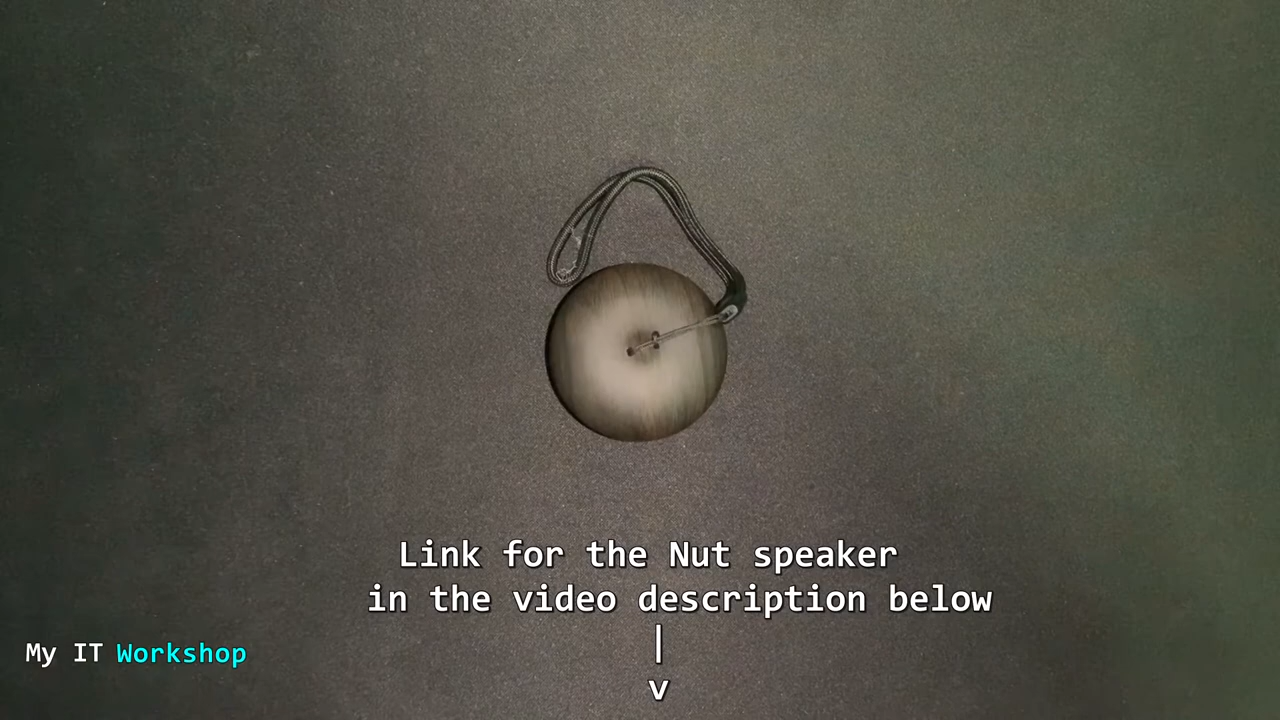 Link for the Nut speaker
in the video description below
|
v
My IT Workshop